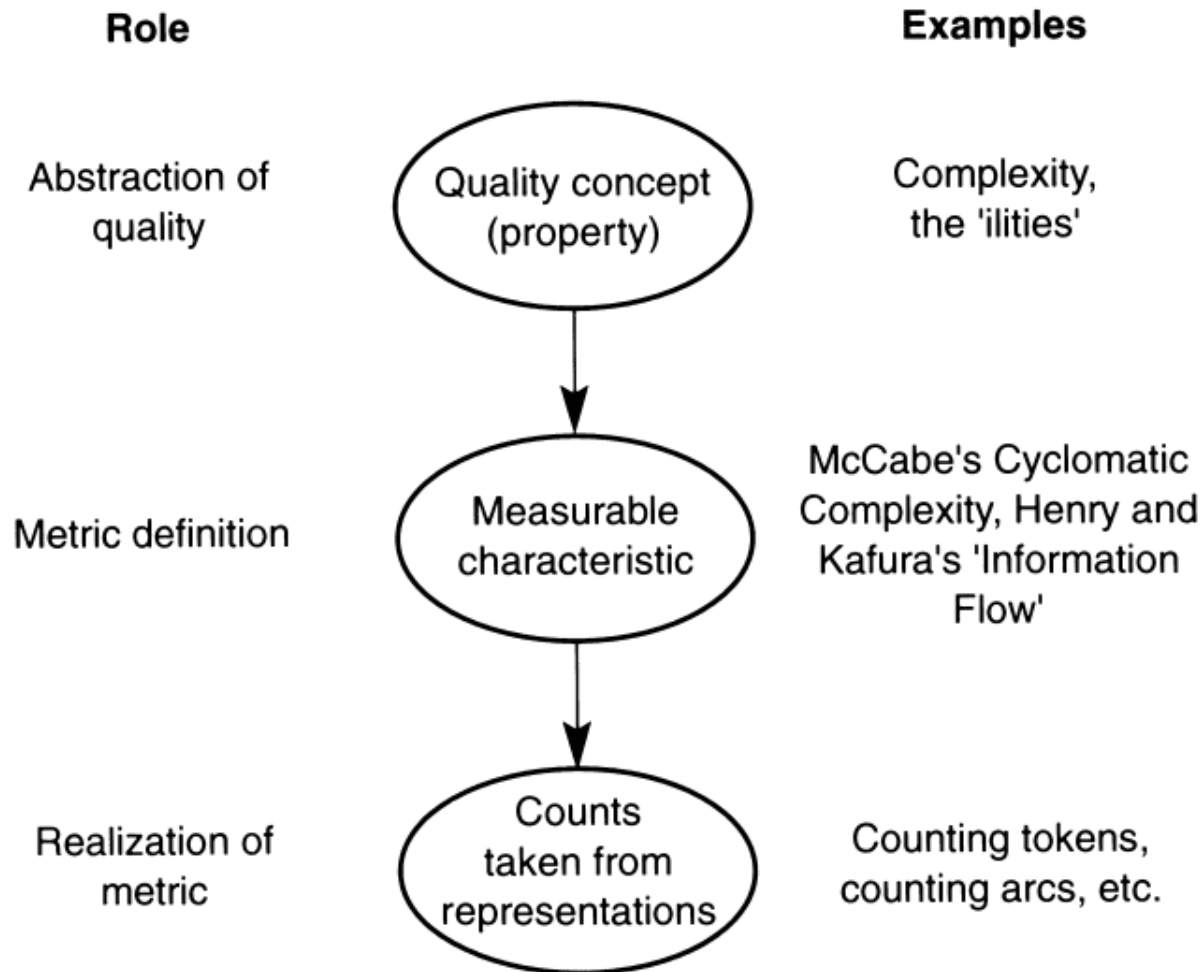 Role
Examples
Abstraction of
quality
Quality concept
(property)
Complexity,
the 'ilities'
Metric definition
Measurable
characteristic
McCabe's Cyclomatic
Complexity, Henry and
Kafura's 'Information
Flow'
Realization of
metric
Counts
taken from
representations
Counting tokens,
counting arcs, etc.